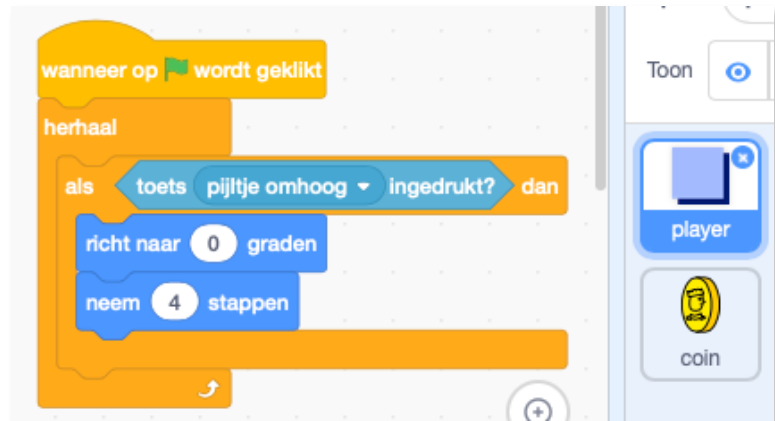 wanneer op wordt geklikt
herhaal
als toets pijltje omhoog ingedrukt? dan
richt naar 0 graden
neem 4 stappen
Toon
player
coin